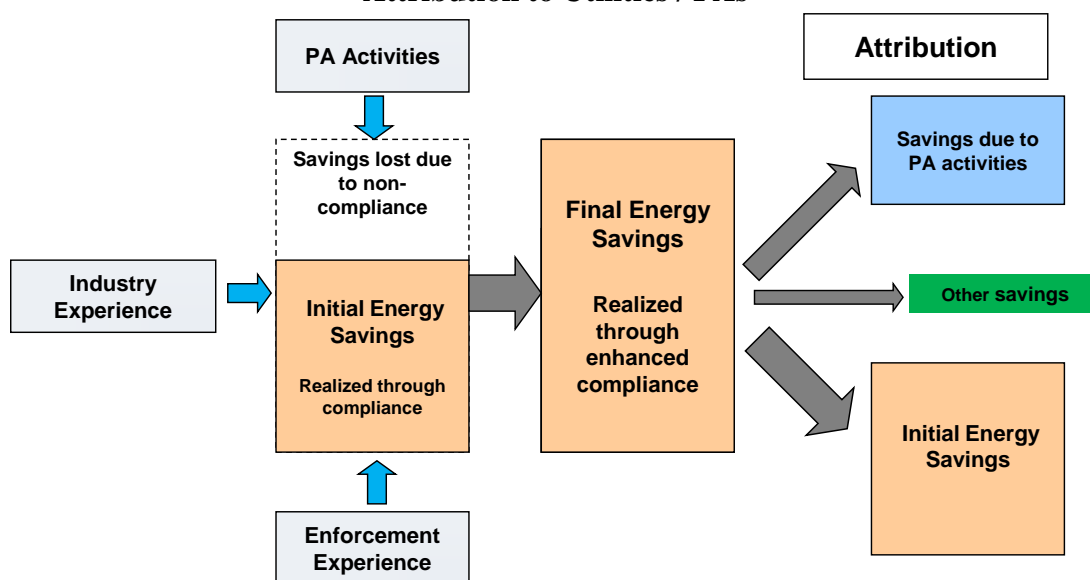 PA Activities
Attribution
Savings lost due
to non-
compliance
Savings due to
PA activities
Final Energy
Savings
Realized
through
enhanced
compliance
Industry
Experience
Initial Energy
Savings
Realized through
compliance
Other savings
Initial Energy
Savings
Enforcement
Experience